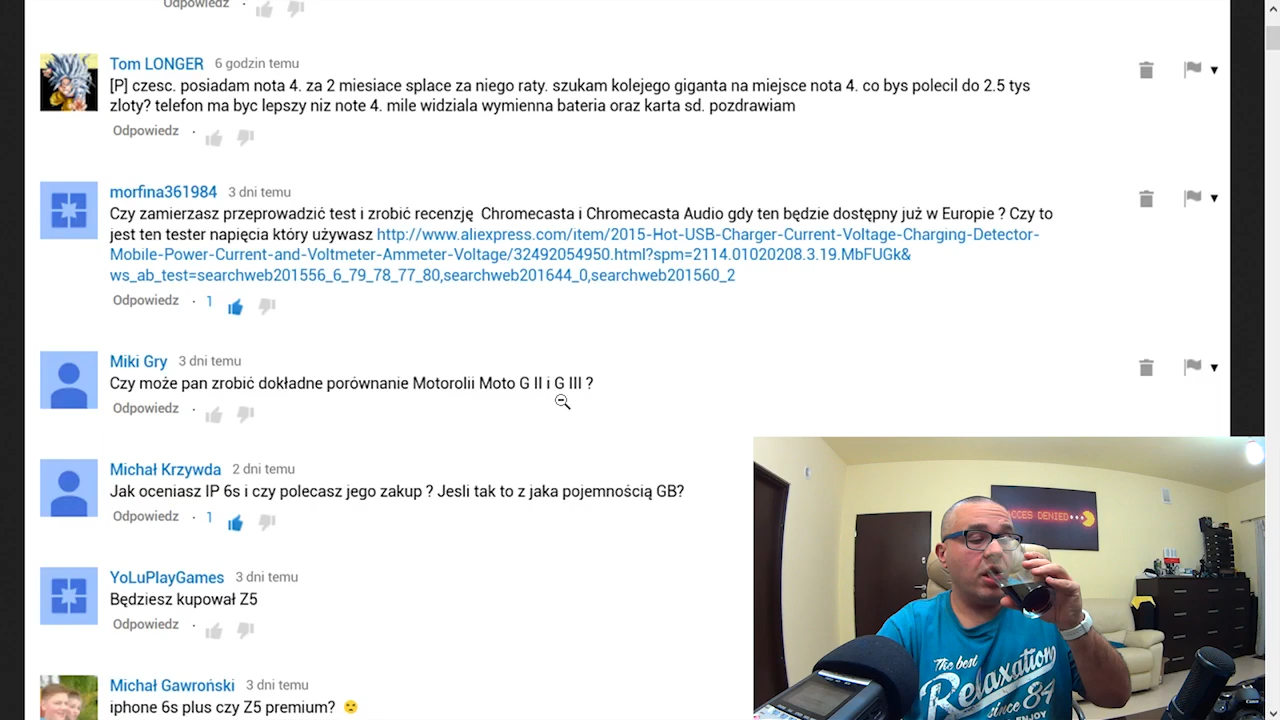 Odpowiedz ·
Tom LONGER 6 godzin temu
[P] czesc. posiadam nota 4. za 2 miesiace splace za niego raty. szukam kolejego giganta na miejsce nota 4. co bys polecil do 2.5 tys
zloty? telefon ma byc lepszy niz note 4. mile widziala wymienna bateria oraz karta sd. pozdrawiam
Odpowiedz ·
morfina361984 3 dni temu
Czy zamierzasz przeprowadzić test i zrobić recenzję Chromecasta i Chromecasta Audio gdy ten będzie dostępny już w Europie ? Czy to
jest ten tester napięcia który używasz http://www.aliexpress.com/item/2015-Hot-USB-Charger-Current-Voltage-Charging-Detector-
Mobile-Power-Current-and-Voltmeter-Ammeter-Voltage/32492054950.html?spm=2114.01020208.3.19.MbFUGk&
ws_ab_test=searchweb201556_6_79_78_77_80,searchweb201644_0,searchweb201560_2
Odpowiedz · 1
Miki Gry 3 dni temu
Czy może pan zrobić dokładne porównanie Motorolii Moto G II i G III ?
Odpowiedz ·
Michał Krzywda 2 dni temu
Jak oceniasz IP 6s i czy polecasz jego zakup ? Jesli tak to z jaka pojemnością GB?
Odpowiedz · 1
YoLuPlayGames 3 dni temu
Będziesz kupował Z5
Odpowiedz ·
Michał Gawroński 3 dni temu
iphone 6s plus czy Z5 premium?
ACCES DENIED
The best
Relaxation
since 84
ENJOY
Canon